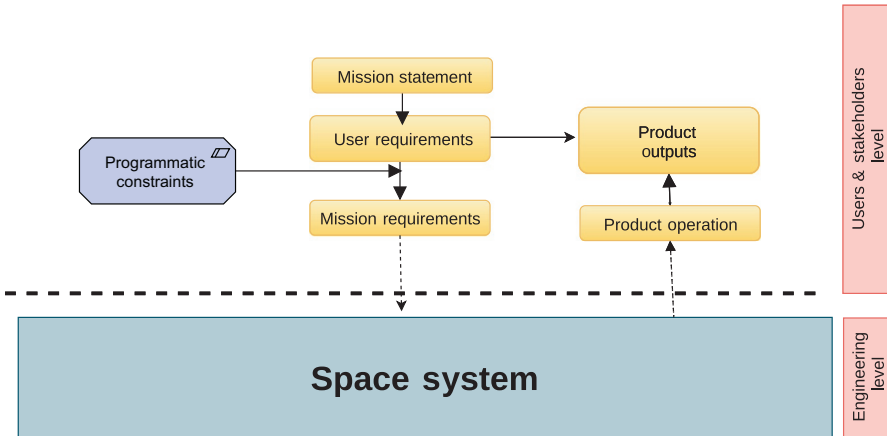 Mission statement
User requirements
Product
outputs
Programmatic
constraints
Mission requirements
Product operation
Users & stakeholders
level
Space system
Engineering
level